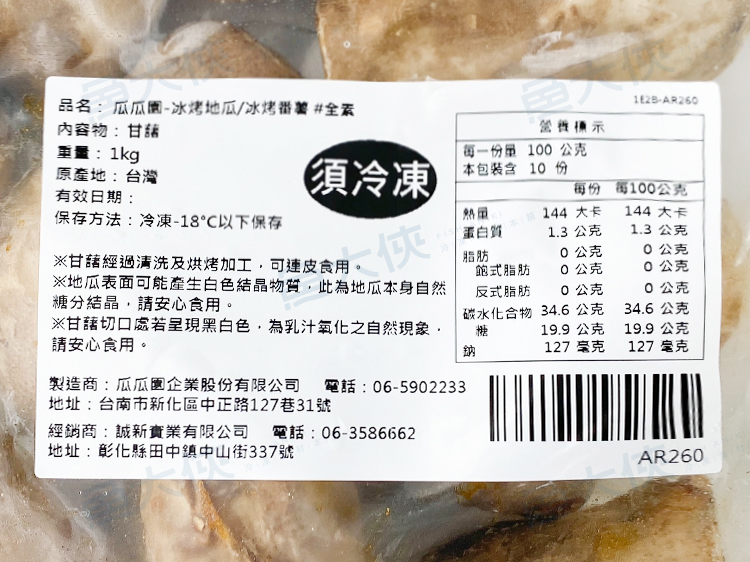 品名：瓜瓜園-冰烤地瓜/冰烤番薯 #全素
內容物：甘藷
重量：1kg
原產地：台灣
有效日期：
保存方法：冷凍-18°C以下保存
須冷凍
※甘藷經過清洗及烘烤加工，可連皮食用。
※地瓜表面可能產生白色結晶物質，此為地瓜本身自然
糖分結晶，請安心食用。
※甘藷切口處若呈現黑白色，為乳汁氧化之自然現象，
請安心食用。
製造商：瓜瓜園企業股份有限公司 電話：06-5902233
地址：台南市新化區中正路127巷31號
經銷商：誠新實業有限公司 電話：06-3586662
地址：彰化縣田中鎮中山街337號
1E2B-AR260
營養標示
每一份量 100 公克
本包裝含 10 份
每份 每100公克
熱量 144 大卡 144 大卡
蛋白質 1.3 公克 1.3 公克
脂肪 0 公克 0 公克
飽式脂肪 0 公克 0 公克
反式脂肪 0 公克 0 公克
碳水化合物 34.6 公克 34.6 公克
糖 19.9 公克 19.9 公克
鈉 127 毫克 127 毫克
AR260
魚大俠
魚大俠
魚大俠